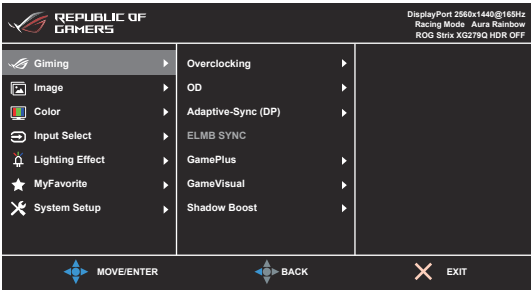 REPUBLIC OF
GAMERS
DisplayPort 2560x1440@165Hz
Racing Mode Aura Rainbow
ROG Strix XG279Q HDR OFF
Giming
Image
Color
Input Select
Lighting Effect
MyFavorite
System Setup
Overclocking
OD
Adaptive-Sync (DP)
ELMB SYNC
GamePlus
GameVisual
Shadow Boost
MOVE/ENTER
BACK
EXIT